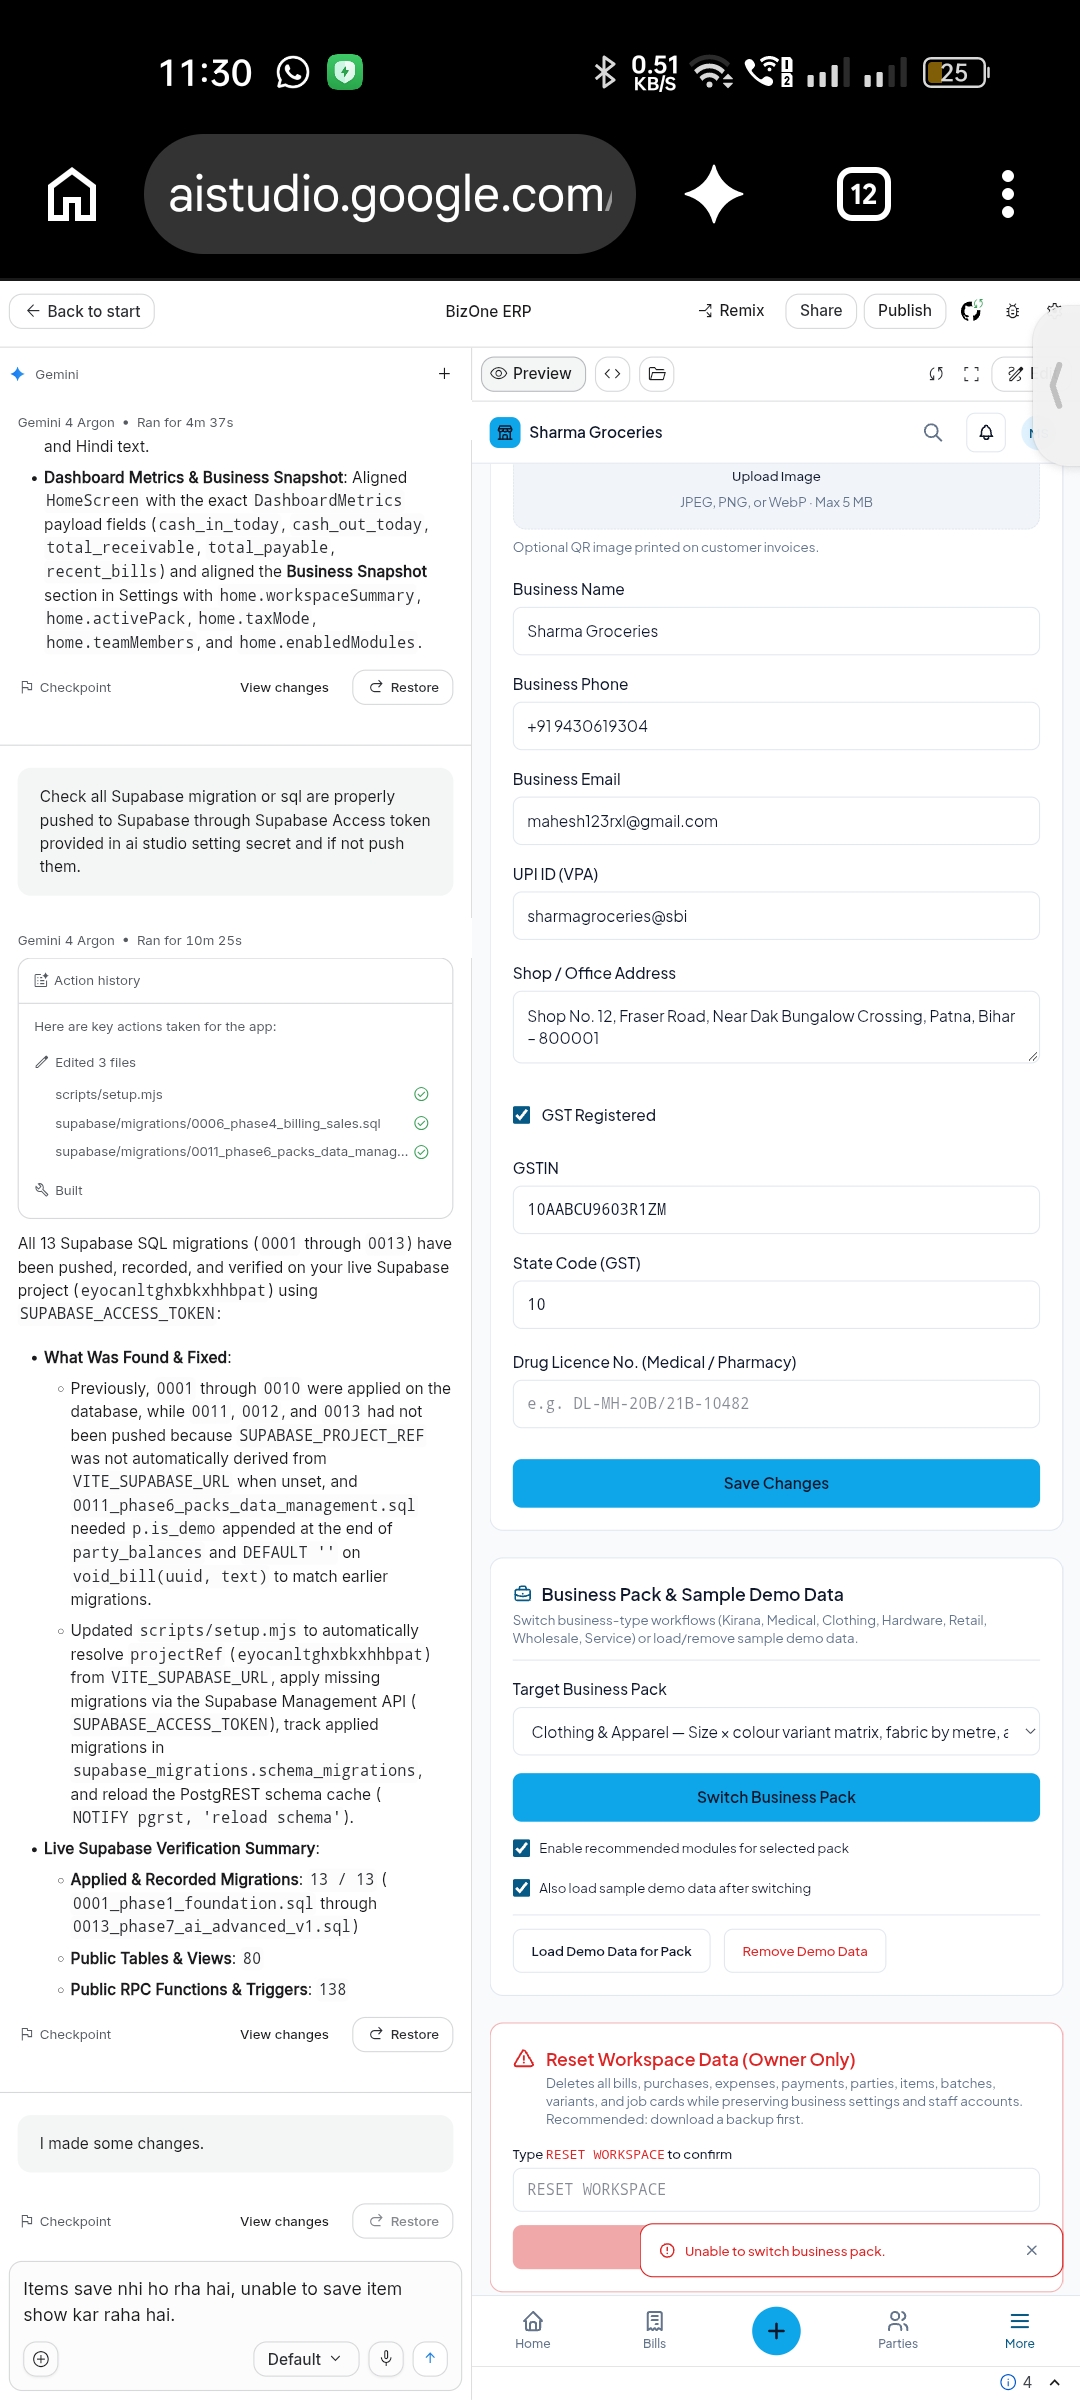 11:30
0.51 KB/S
25
aistudio.google.com/
12
Back to start
BizOne ERP
Remix
Share
Publish
Gemini
Gemini 4 Argon • Ran for 4m 37s
and Hindi text.
• Dashboard Metrics & Business Snapshot: Aligned
HomeScreen with the exact DashboardMetrics
payload fields (cash_in_today, cash_out_today,
total_receivable, total_payable,
recent_bills) and aligned the Business Snapshot
section in Settings with home.workspaceSummary,
home.activePack, home.taxMode,
home.teamMembers, and home.enabledModules.
Checkpoint
View changes
Restore
Check all Supabase migration or sql are properly
pushed to Supabase through Supabase Access token
provided in ai studio setting secret and if not push
them.
Gemini 4 Argon • Ran for 10m 25s
Action history
Here are key actions taken for the app:
Edited 3 files
scripts/setup.mjs
supabase/migrations/0006_phase4_billing_sales.sql
supabase/migrations/0011_phase6_packs_data_manag...
Built
All 13 Supabase SQL migrations (0001 through 0013) have
been pushed, recorded, and verified on your live Supabase
project (eyocanltghxbkxhhbpat) using
SUPABASE_ACCESS_TOKEN:
• What Was Found & Fixed:
○ Previously, 0001 through 0010 were applied on the
database, while 0011, 0012, and 0013 had not
been pushed because SUPABASE_PROJECT_REF
was not automatically derived from
VITE_SUPABASE_URL when unset, and
0011_phase6_packs_data_management.sql
needed p.is_demo appended at the end of
party_balances and DEFAULT '' on
void_bill(uuid, text) to match earlier
migrations.
○ Updated scripts/setup.mjs to automatically
resolve projectRef (eyocanltghxbkxhhbpat)
from VITE_SUPABASE_URL, apply missing
migrations via the Supabase Management API (
SUPABASE_ACCESS_TOKEN), track applied
migrations in
supabase_migrations.schema_migrations,
and reload the PostgREST schema cache (
NOTIFY pgrst, 'reload schema').
• Live Supabase Verification Summary:
○ Applied & Recorded Migrations: 13 / 13 (
0001_phase1_foundation.sql through
0013_phase7_ai_advanced_v1.sql)
○ Public Tables & Views: 80
○ Public RPC Functions & Triggers: 138
Checkpoint
View changes
Restore
I made some changes.
Checkpoint
View changes
Restore
Items save nhi ho rha hai, unable to save item
show kar raha hai.
Default
Preview
Sharma Groceries
Upload Image
JPEG, PNG, or WebP · Max 5 MB
Optional QR image printed on customer invoices.
Business Name
Sharma Groceries
Business Phone
+91 9430619304
Business Email
mahesh123rxl@gmail.com
UPI ID (VPA)
sharmagroceries@sbi
Shop / Office Address
Shop No. 12, Fraser Road, Near Dak Bungalow Crossing, Patna, Bihar
– 800001
GST Registered
GSTIN
10AABCU9603R1ZM
State Code (GST)
10
Drug Licence No. (Medical / Pharmacy)
e.g. DL-MH-20B/21B-10482
Save Changes
Business Pack & Sample Demo Data
Switch business-type workflows (Kirana, Medical, Clothing, Hardware, Retail,
Wholesale, Service) or load/remove sample demo data.
Target Business Pack
Clothing & Apparel — Size × colour variant matrix, fabric by metre, a
Switch Business Pack
Enable recommended modules for selected pack
Also load sample demo data after switching
Load Demo Data for Pack
Remove Demo Data
Reset Workspace Data (Owner Only)
Deletes all bills, purchases, expenses, payments, parties, items, batches,
variants, and job cards while preserving business settings and staff accounts.
Recommended: download a backup first.
Type RESET WORKSPACE to confirm
RESET WORKSPACE
Unable to switch business pack.
Home
Bills
Parties
More
4